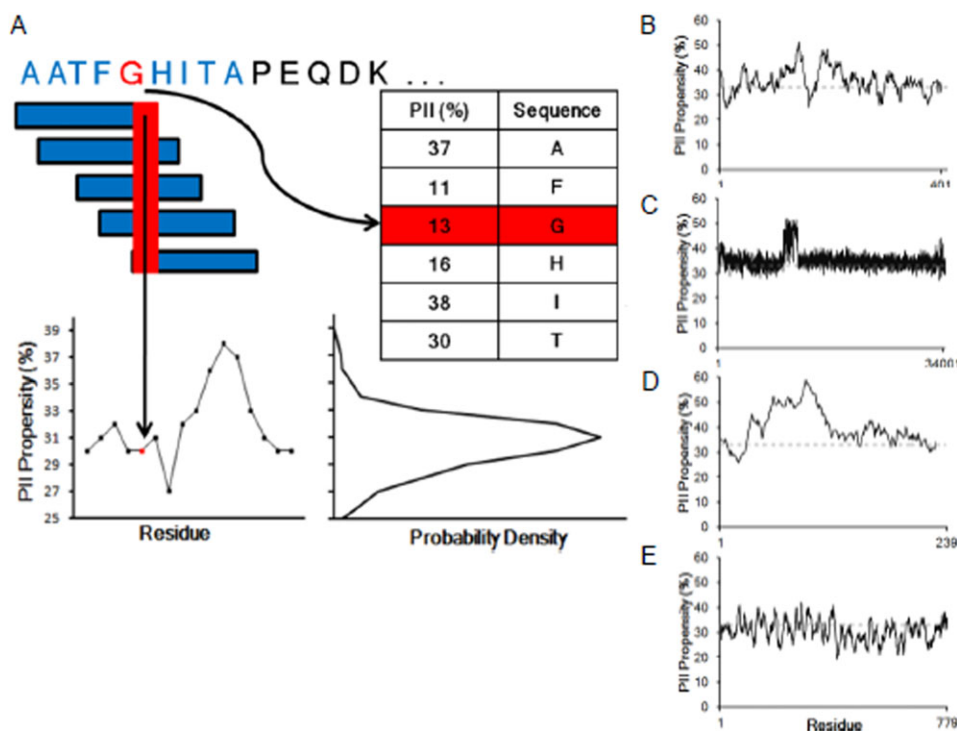 A
AATFGHITAPEQDK ...
PII (%) Sequence
37 A
11 F
13 G
16 H
38 I
30 T
PII Propensity (%)
39
37
35
33
31
29
27
25
Residue
Probability Density
B
PII Propensity (%)
60
50
40
30
20
10
0
1 401
C
PII Propensity (%)
60
50
40
30
20
10
0
1 34001
D
PII Propensity (%)
60
50
40
30
20
10
0
1 239
E
PII Propensity (%)
60
50
40
30
20
10
0
1 Residue 779